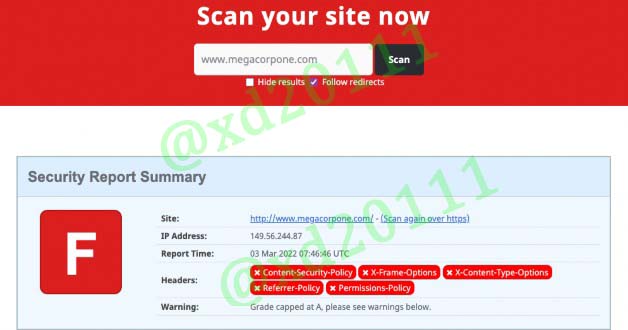 Scan your site now
www.megacorpone.com Scan
Hide results Follow redirects
@xd20111
Security Report Summary
F
Site: http://www.megacorpone.com/ - (Scan again over https)
IP Address: 149.56.244.87
Report Time: 03 Mar 2022 07:46:46 UTC
Headers: ✖ Content-Security-Policy ✖ X-Frame-Options ✖ X-Content-Type-Options
✖ Referrer-Policy ✖ Permissions-Policy
Warning: Grade capped at A, please see warnings below.
@xd20111